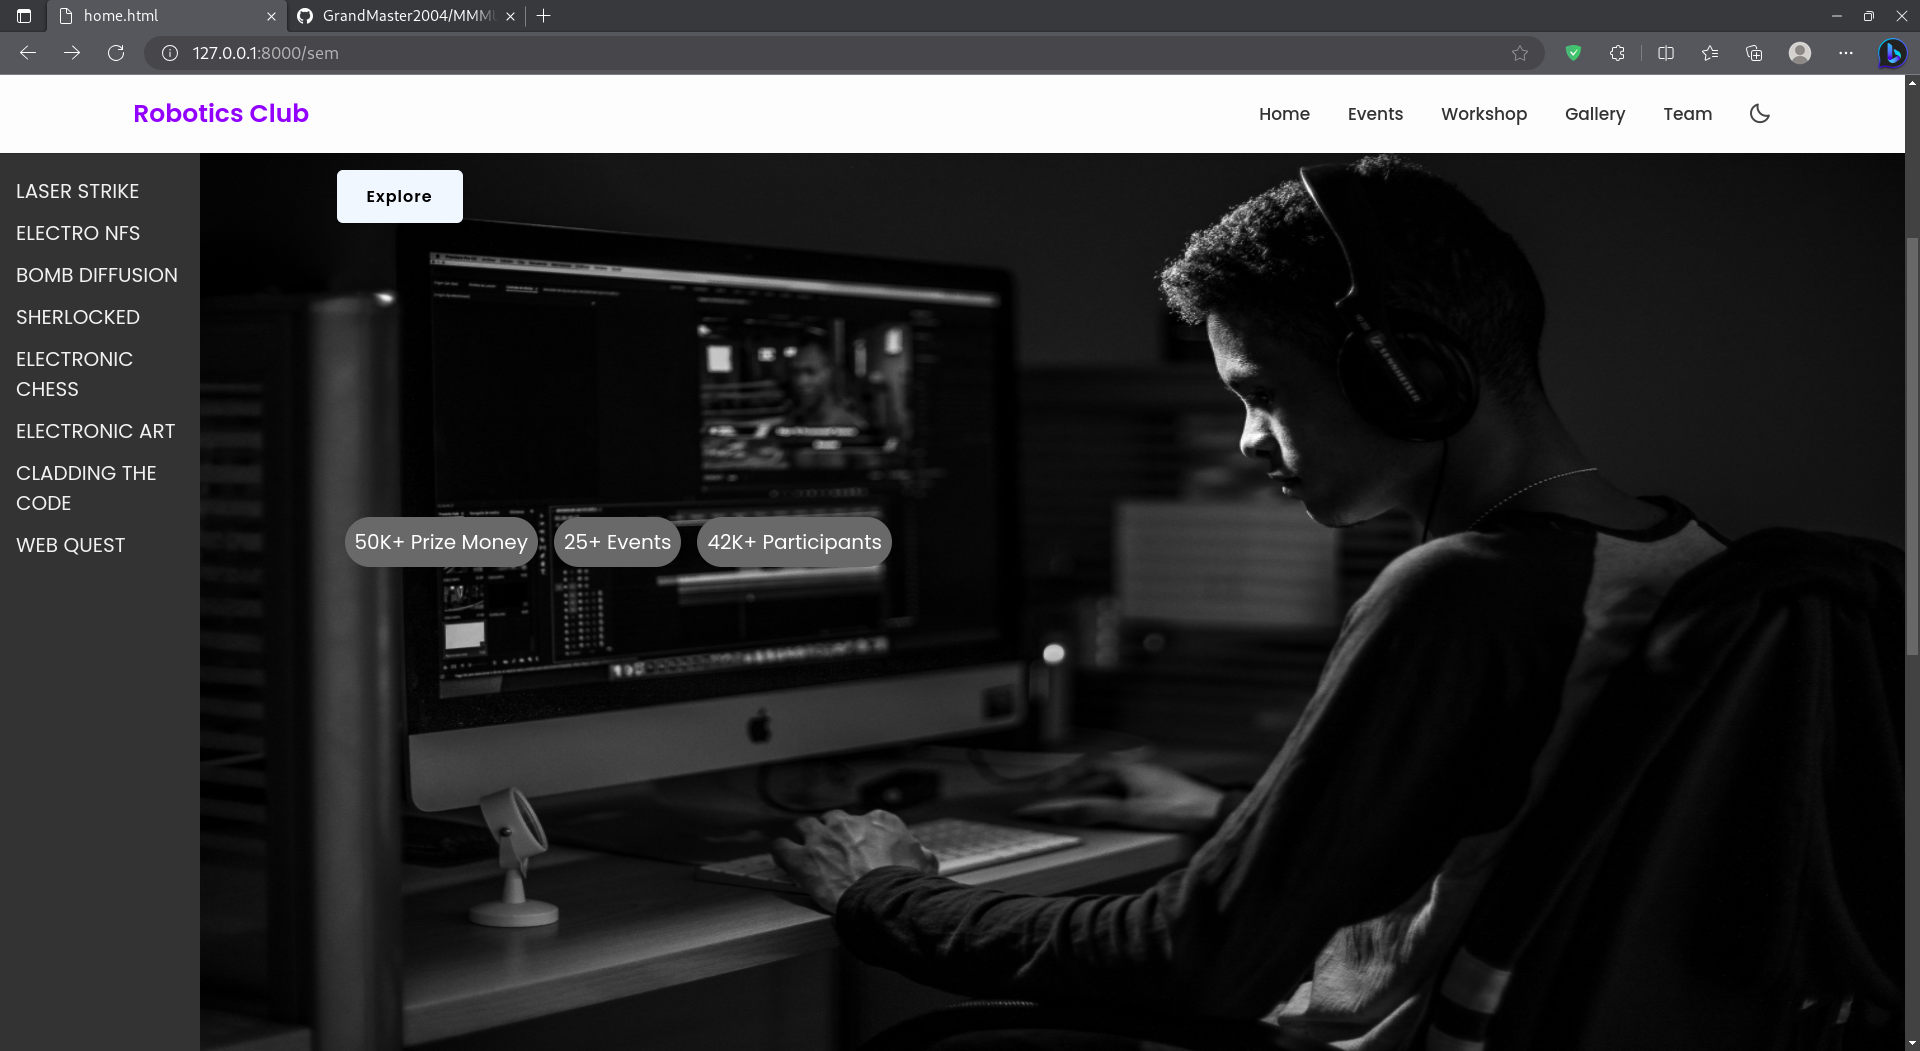 home.html
GrandMaster2004/MMM
127.0.0.1:8000/sem
Robotics Club
Home
Events
Workshop
Gallery
Team
LASER STRIKE
ELECTRO NFS
BOMB DIFFUSION
SHERLOCKED
ELECTRONIC
CHESS
ELECTRONIC ART
CLADDING THE
CODE
WEB QUEST
Explore
SENNHEISER
50K+ Prize Money
25+ Events
42K+ Participants